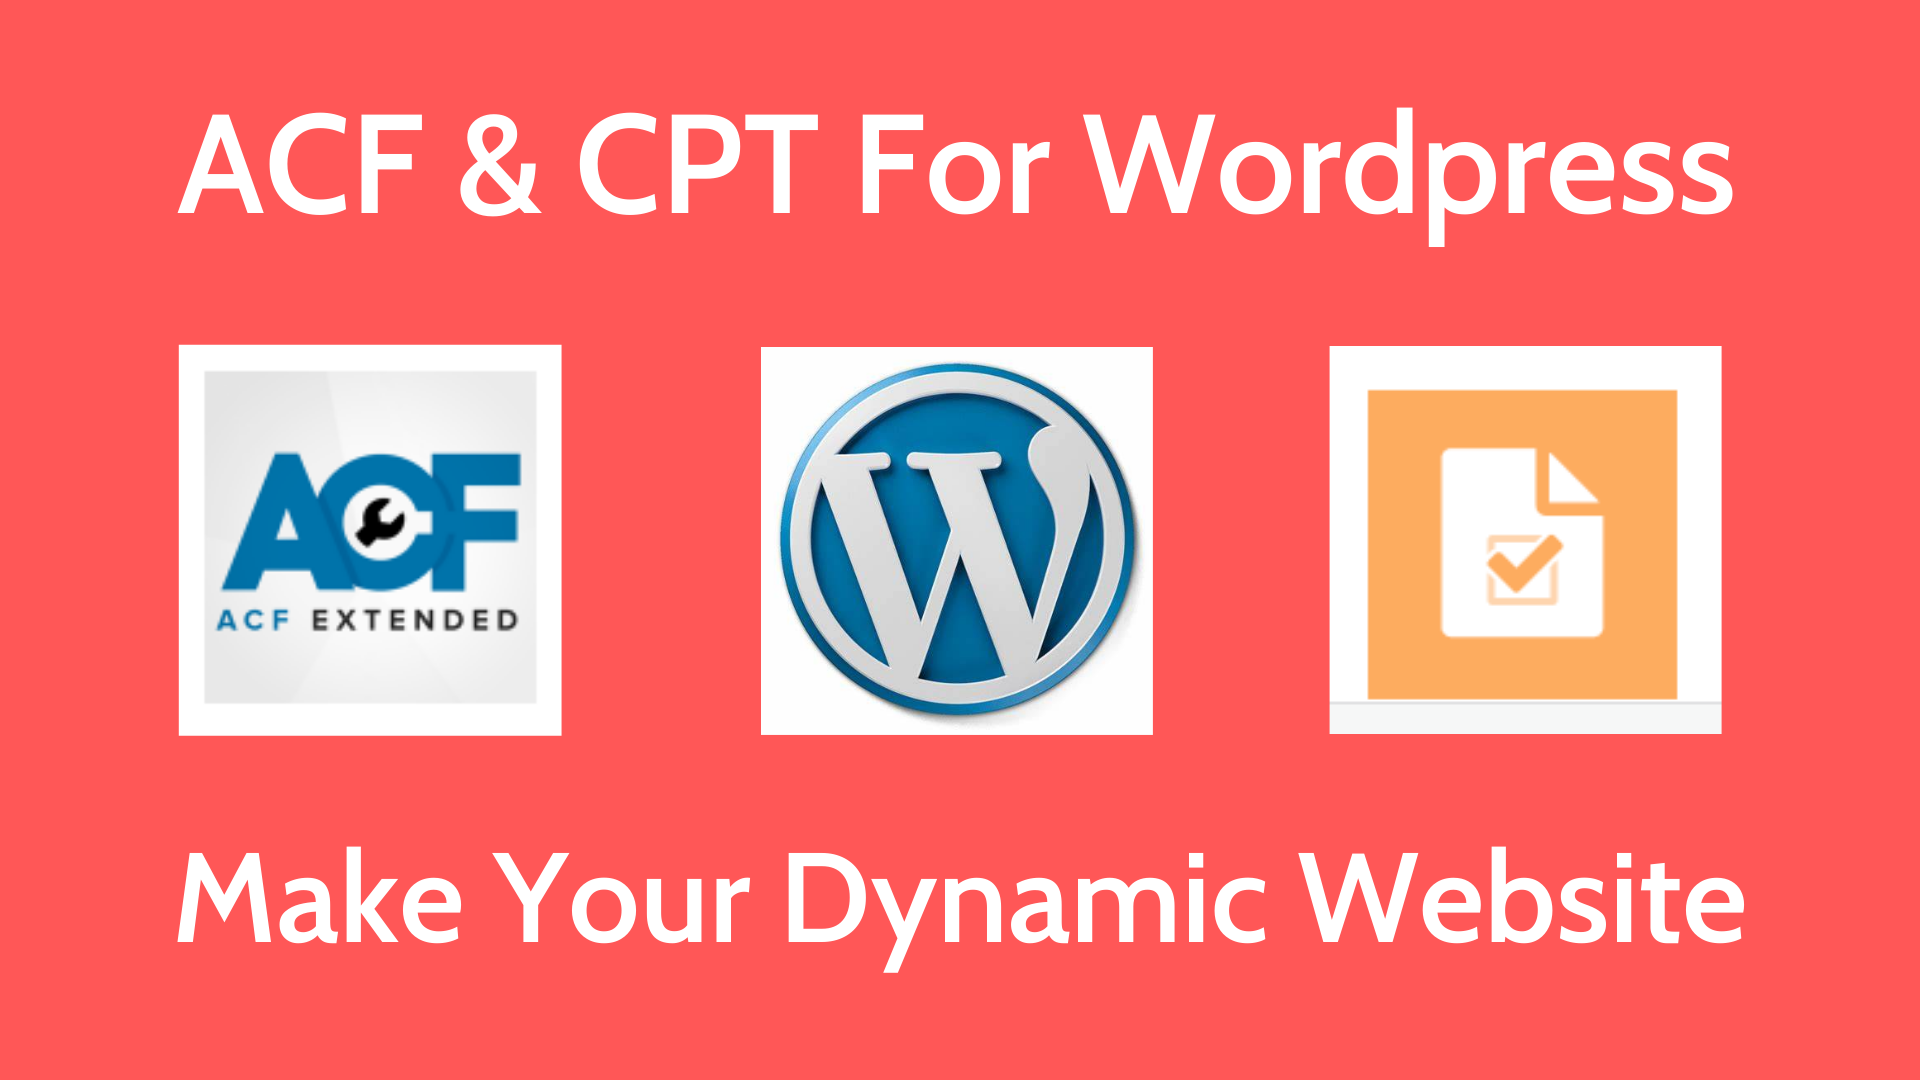 ACF & CPT For Wordpress
ACF
ACF EXTENDED
W
Make Your Dynamic Website